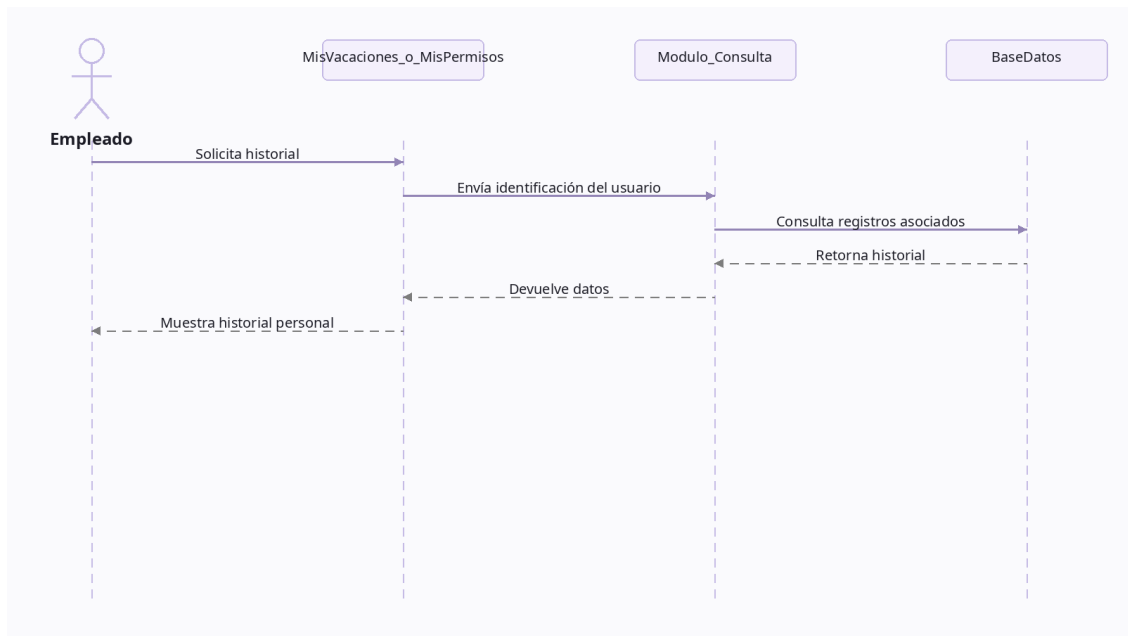 MisVacaciones_o_MisPermisos
Modulo_Consulta
BaseDatos
Empleado
Solicita historial
Envía identificación del usuario
Consulta registros asociados
Retorna historial
Devuelve datos
Muestra historial personal